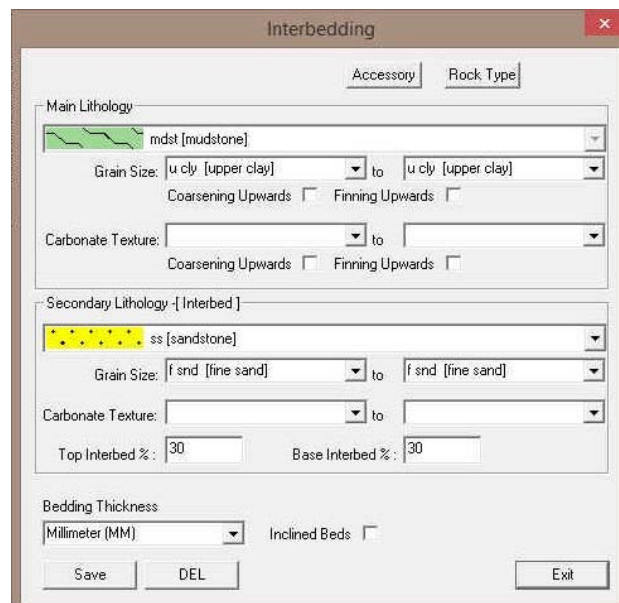 Interbedding
x
Accessory Rock Type
Main Lithology
mdst [mudstone]
Grain Size: u cly [upper clay] to u cly [upper clay]
Coarsening Upwards Finning Upwards
Carbonate Texture: to
Coarsening Upwards Finning Upwards
Secondary Lithology -[ Interbed ]
ss [sandstone]
Grain Size: f snd [fine sand] to f snd [fine sand]
Carbonate Texture: to
Top Interbed % : 30 Base Interbed % : 30
Bedding Thickness
Millimeter (MM) Inclined Beds
Save DEL Exit